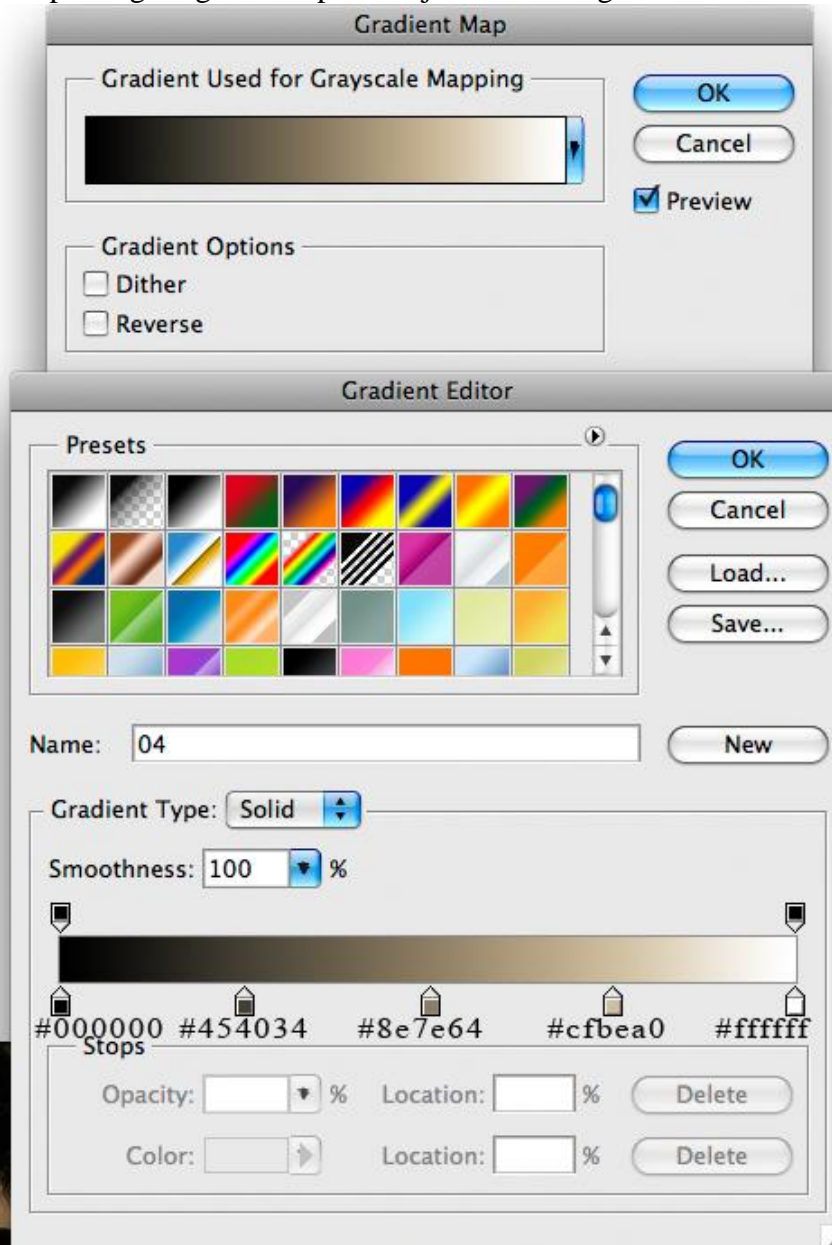 Gradient Map
Gradient Used for Grayscale Mapping
OK
Cancel
Preview
Gradient Options
Dither
Reverse
Gradient Editor
Presets
OK
Cancel
Load...
Save...
Name: 04
New
Gradient Type: Solid
Smoothness: 100 %
#000000 #454034 #8e7e64 #cfbea0 #ffffff
Stops
Opacity: % Location: % Delete
Color: Location: % Delete